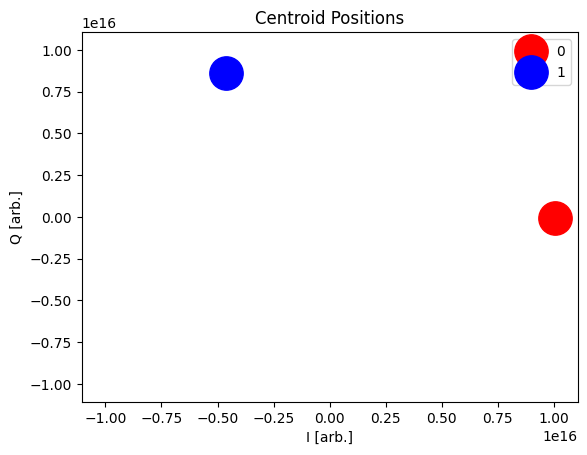 Centroid Positions
1e16
0
1
1.00
0.75
0.50
0.25
0.00
−0.25
−0.50
−0.75
−1.00
Q [arb.]
−1.00 −0.75 −0.50 −0.25 0.00 0.25 0.50 0.75 1.00
I [arb.]
1e16